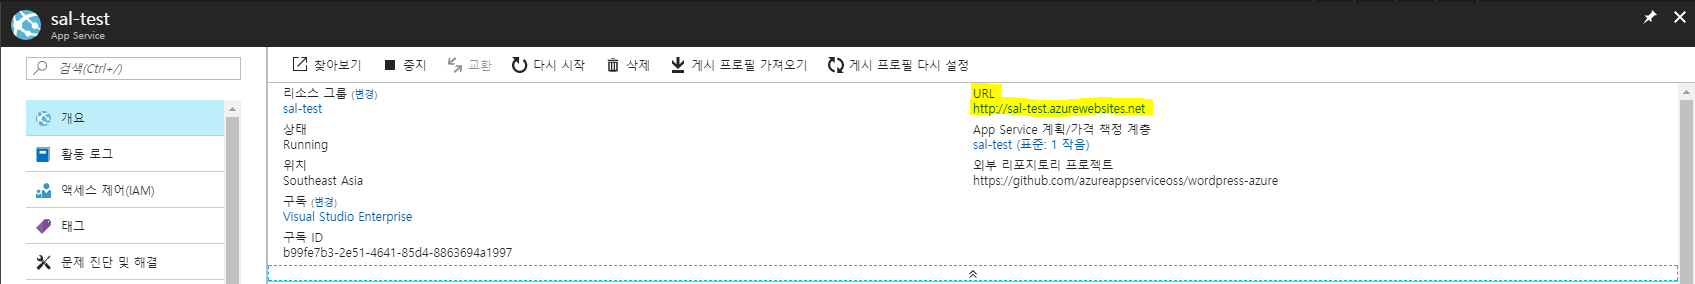 sal-test
App Service
검색(Ctrl+/)
개요
활동 로그
액세스 제어(IAM)
태그
문제 진단 및 해결
찾아보기 중지 교환 다시 시작 삭제 게시 프로필 가져오기 게시 프로필 다시 설정
리소스 그룹 (변경)
sal-test
상태
Running
위치
Southeast Asia
구독 (변경)
Visual Studio Enterprise
구독 ID
b99fe7b3-2e51-4641-85d4-8863694a1997
URL
http://sal-test.azurewebsites.net
App Service 계획/가격 책정 계층
sal-test (표준: 1 작음)
외부 리포지토리 프로젝트
https://github.com/azureappserviceoss/wordpress-azure